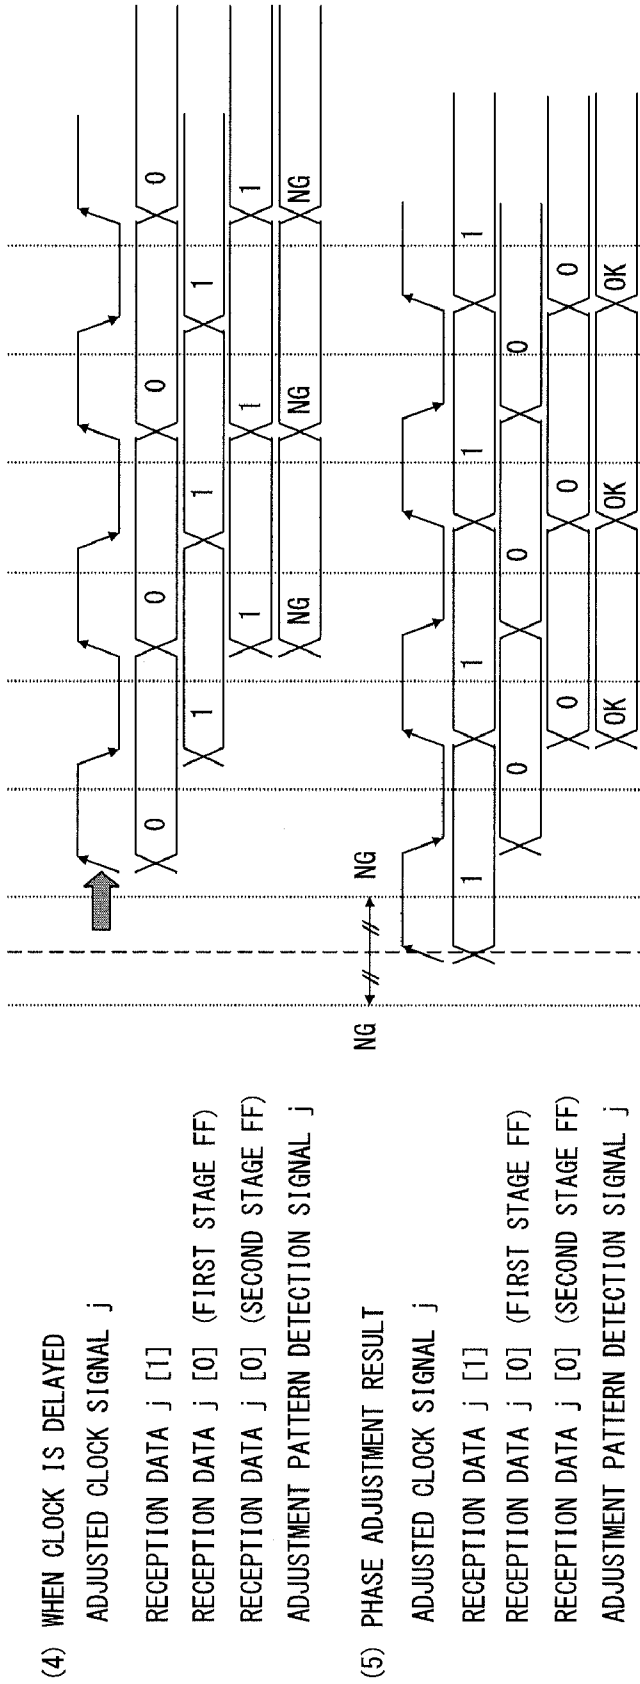 (4) WHEN CLOCK IS DELAYED
ADJUSTED CLOCK SIGNAL j
RECEPTION DATA j [1] 0 0 0 0
RECEPTION DATA j [0] (FIRST STAGE FF) 1 1 1
RECEPTION DATA j [0] (SECOND STAGE FF) 1 1 1
ADJUSTMENT PATTERN DETECTION SIGNAL j NG NG NG
NG NG
(5) PHASE ADJUSTMENT RESULT
ADJUSTED CLOCK SIGNAL j
RECEPTION DATA j [1] 1 1 1 1
RECEPTION DATA j [0] (FIRST STAGE FF) 0 0 0
RECEPTION DATA j [0] (SECOND STAGE FF) 0 0 0
ADJUSTMENT PATTERN DETECTION SIGNAL j OK OK OK